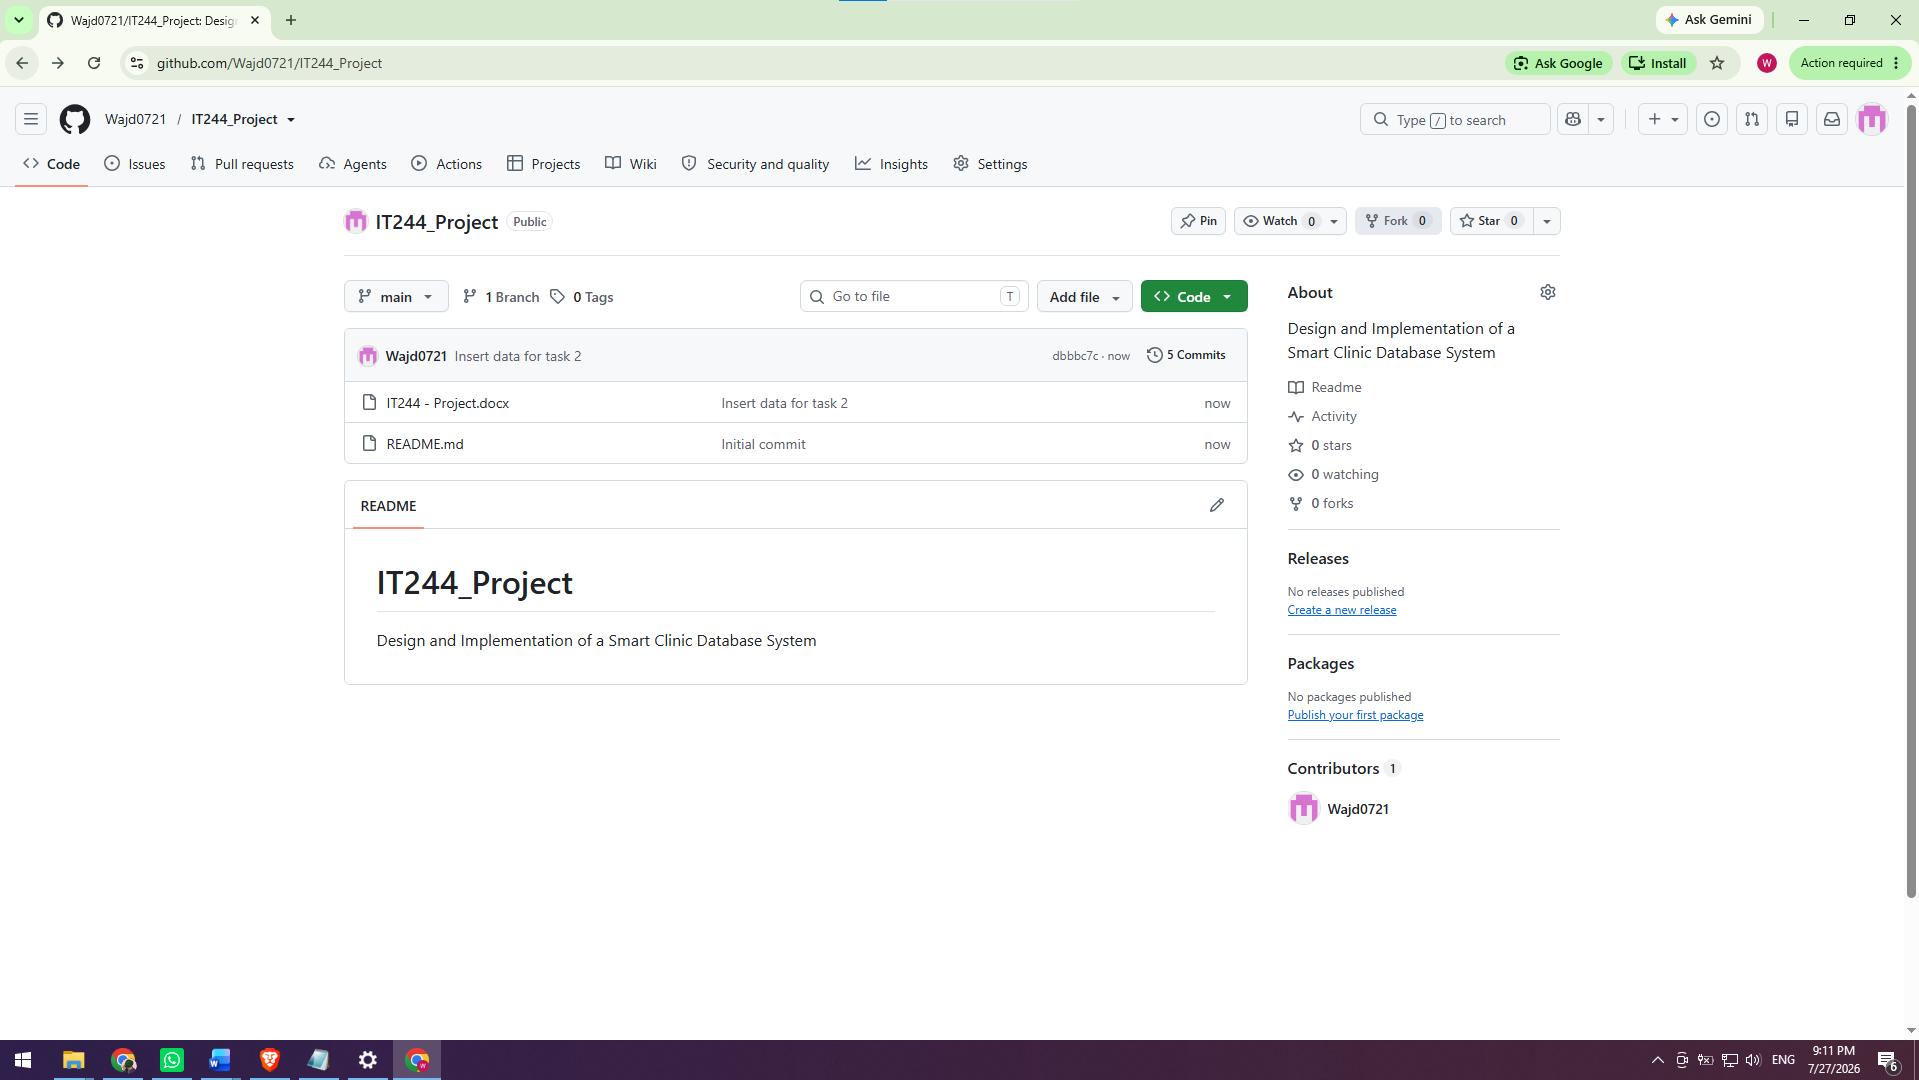 Wajd0721/IT244_Project: Desig
Ask Gemini
github.com/Wajd0721/IT244_Project
Ask Google
Install
W
Action required
Wajd0721 / IT244_Project
Type / to search
Code
Issues
Pull requests
Agents
Actions
Projects
Wiki
Security and quality
Insights
Settings
IT244_Project Public
Pin
Watch 0
Fork 0
Star 0
main
1 Branch
0 Tags
Go to file T
Add file
Code
Wajd0721 Insert data for task 2
dbbbc7c · now
5 Commits
IT244 - Project.docx Insert data for task 2 now
README.md Initial commit now
README
IT244_Project
Design and Implementation of a Smart Clinic Database System
About
Design and Implementation of a
Smart Clinic Database System
Readme
Activity
0 stars
0 watching
0 forks
Releases
No releases published
Create a new release
Packages
No packages published
Publish your first package
Contributors 1
Wajd0721
ENG
9:11 PM
7/27/2026
6